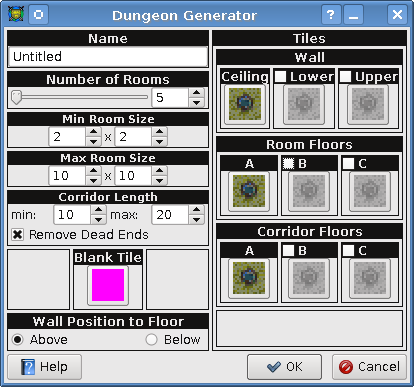 Dungeon Generator
Name
Untitled
Number of Rooms
5
Min Room Size
2 x 2
Max Room Size
10 x 10
Corridor Length
min: 10 max: 20
Remove Dead Ends
Blank Tile
Wall Position to Floor
Above Below
Tiles
Wall
Ceiling Lower Upper
Room Floors
A B C
Corridor Floors
A B C
Help OK Cancel